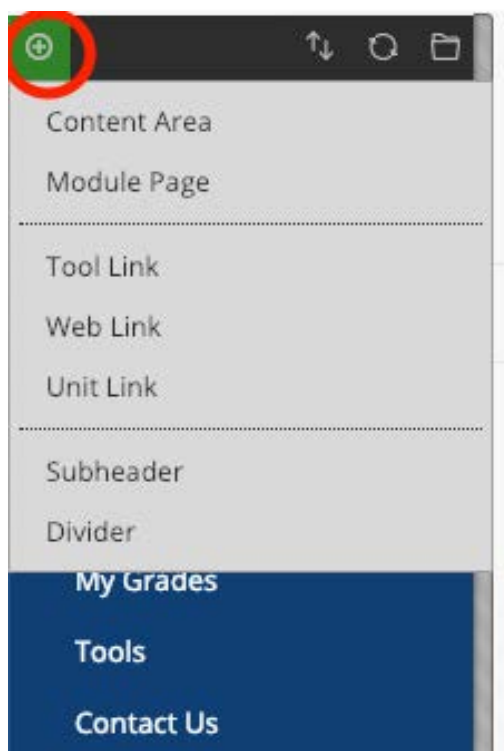 Content Area
Module Page
Tool Link
Web Link
Unit Link
Subheader
Divider
My Grades
Tools
Contact Us